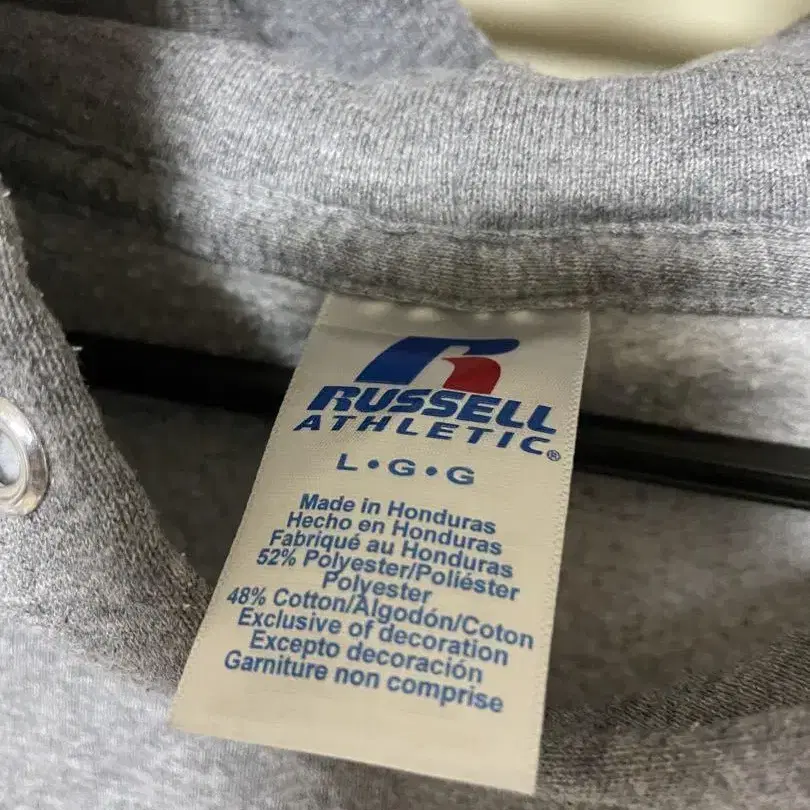 RUSSELL
ATHLETIC®
L•G•G
Made in Honduras
Hecho en Honduras
Fabriqué au Honduras
52% Polyester/Poliéster
Polyester
48% Cotton/Algodón/Coton
Exclusive of decoration
Excepto decoración
Garniture non comprise